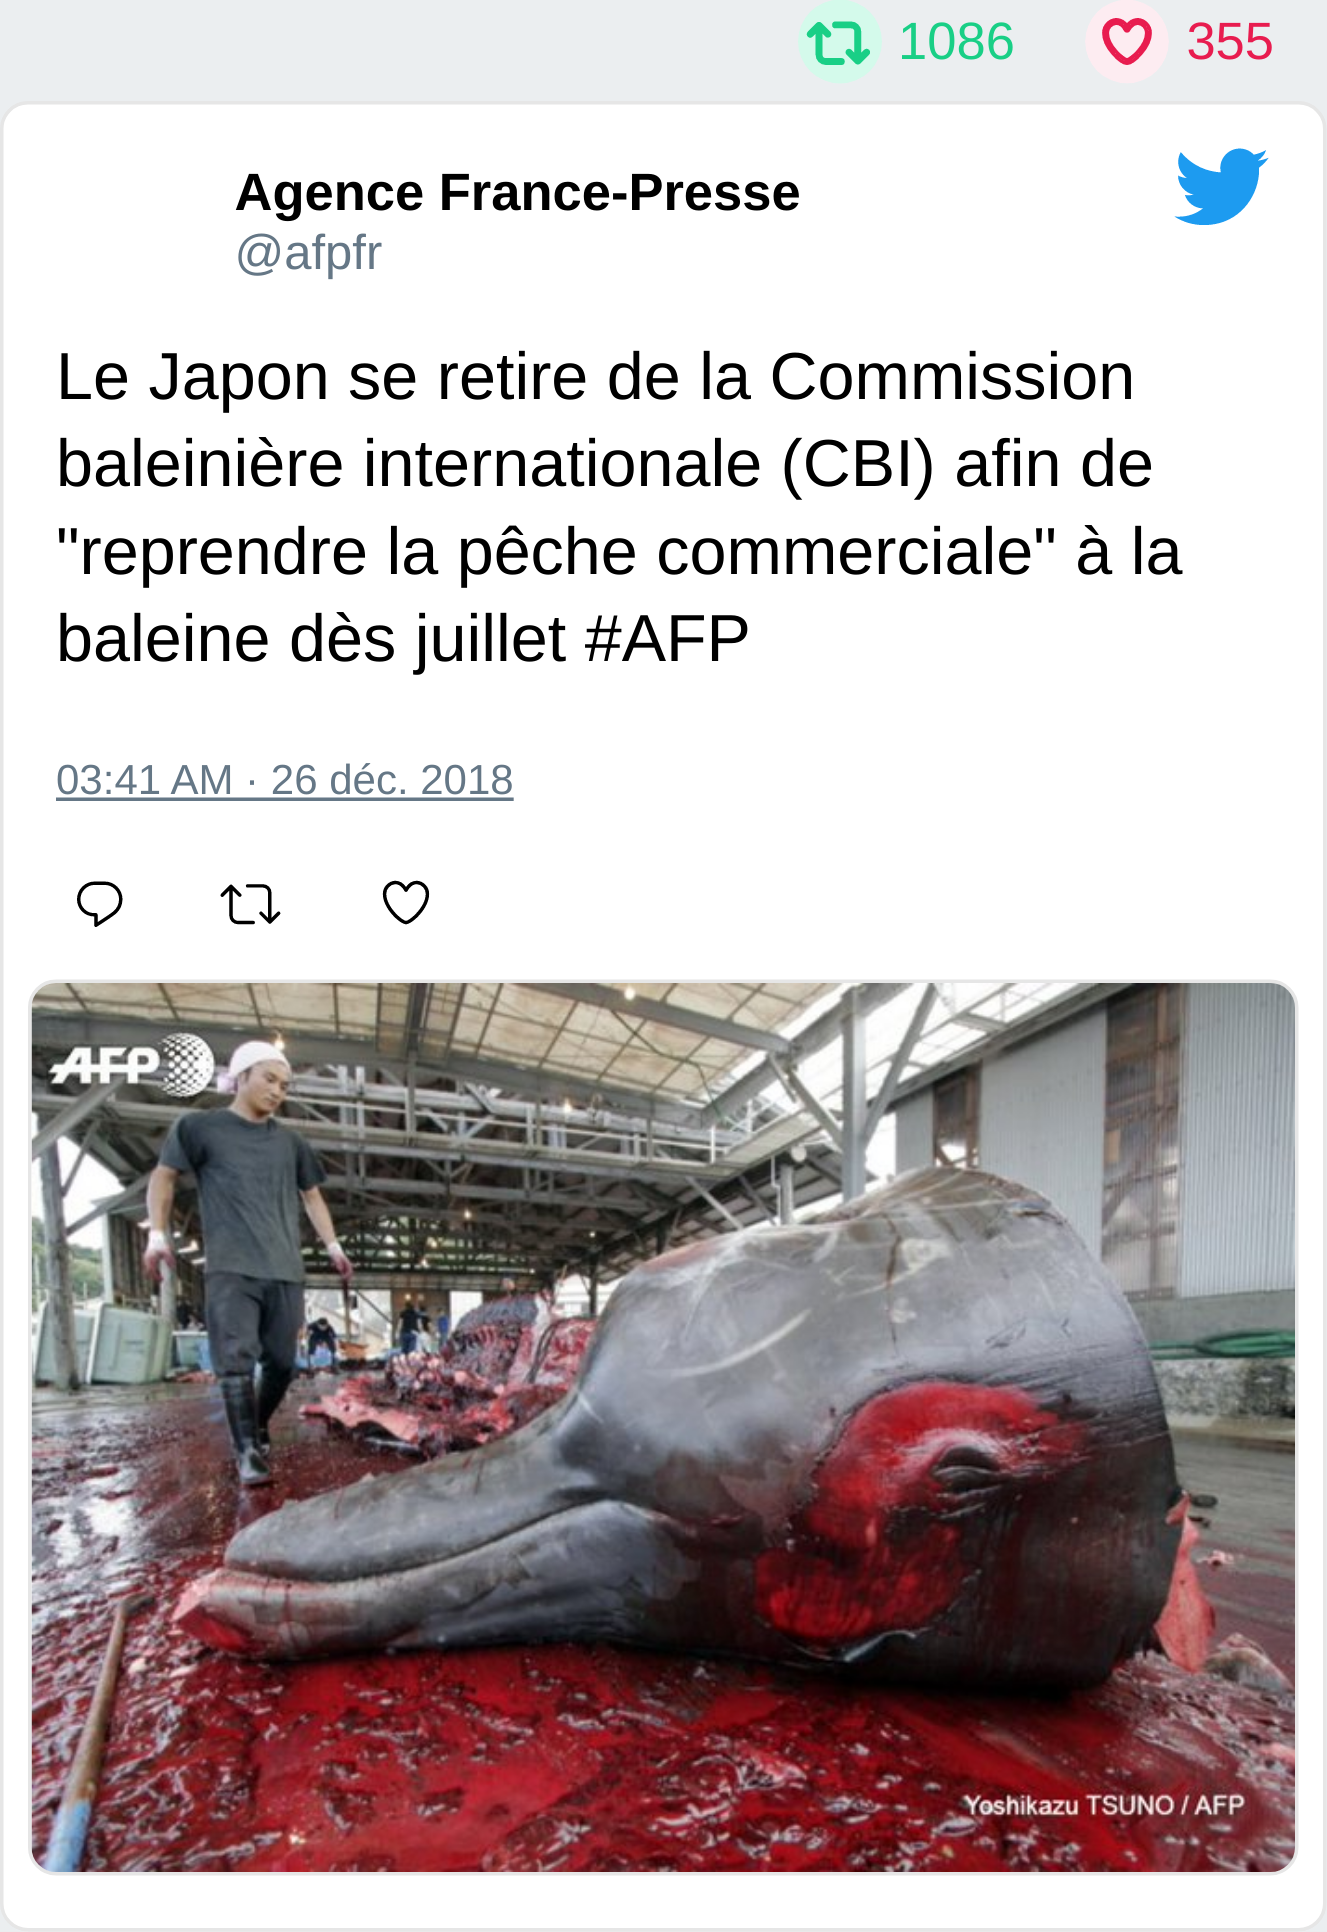 1086 355
Agence France-Presse
@afpfr
Le Japon se retire de la Commission
baleinière internationale (CBI) afin de
"reprendre la pêche commerciale" à la
baleine dès juillet #AFP
03:41 AM · 26 déc. 2018
AFP
Yoshikazu TSUNO / AFP